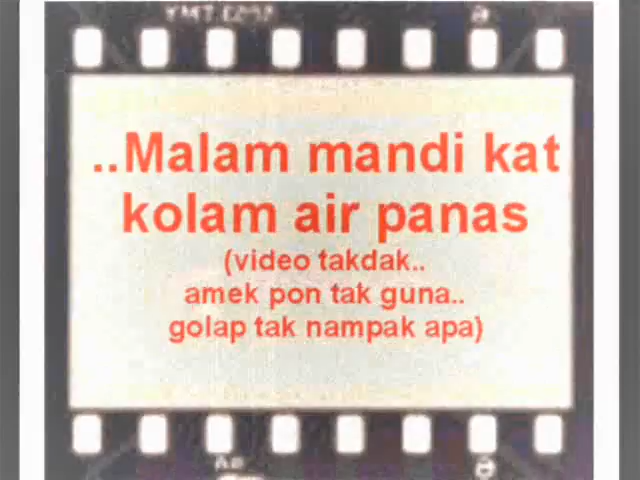 ..Malam mandi kat
kolam air panas
(video takdak..
amek pon tak guna..
golap tak nampak apa)